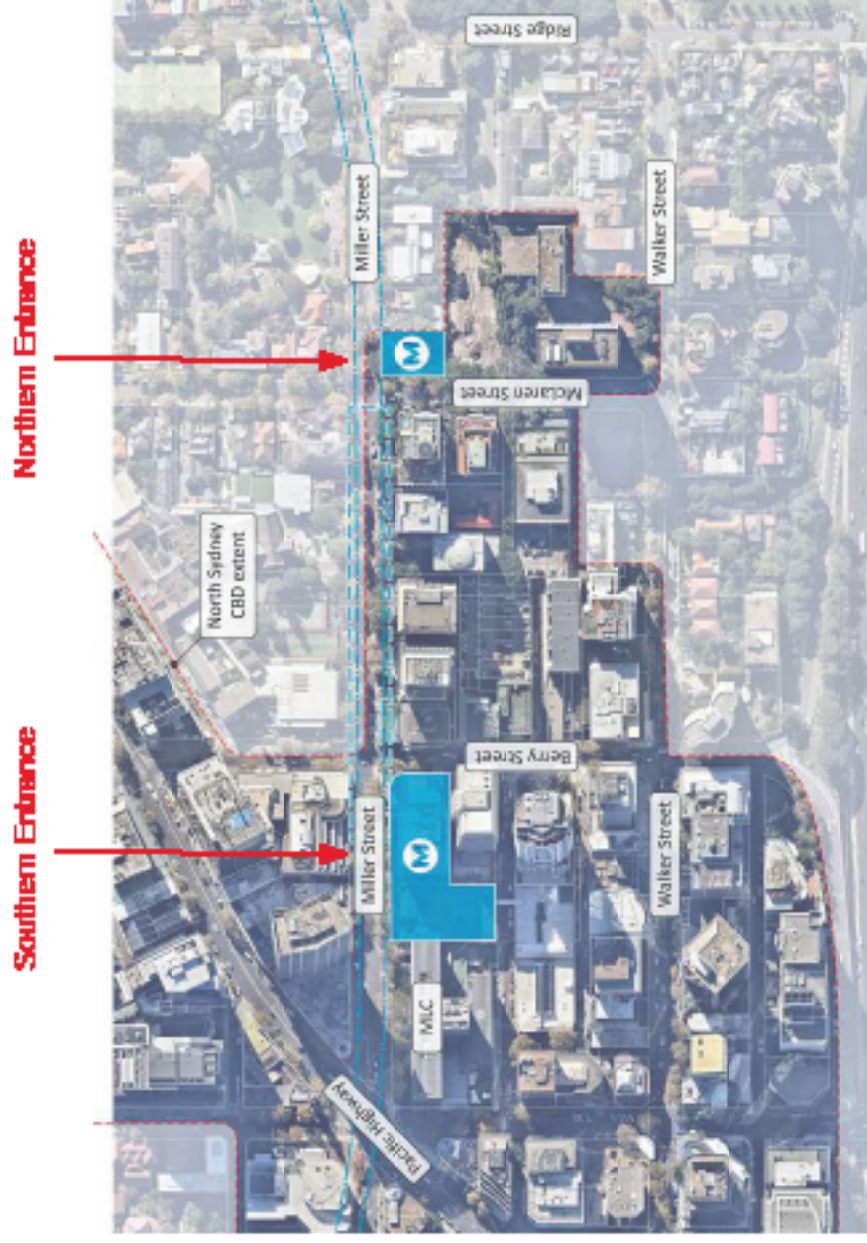 Northern Entrance
Southern Entrance
Ridge Street
Miller Street
Walker Street
M
McLaren Street
North Sydney
CBD extent
Berry Street
Miller Street
M
Walker Street
MLC
Pacific Highway